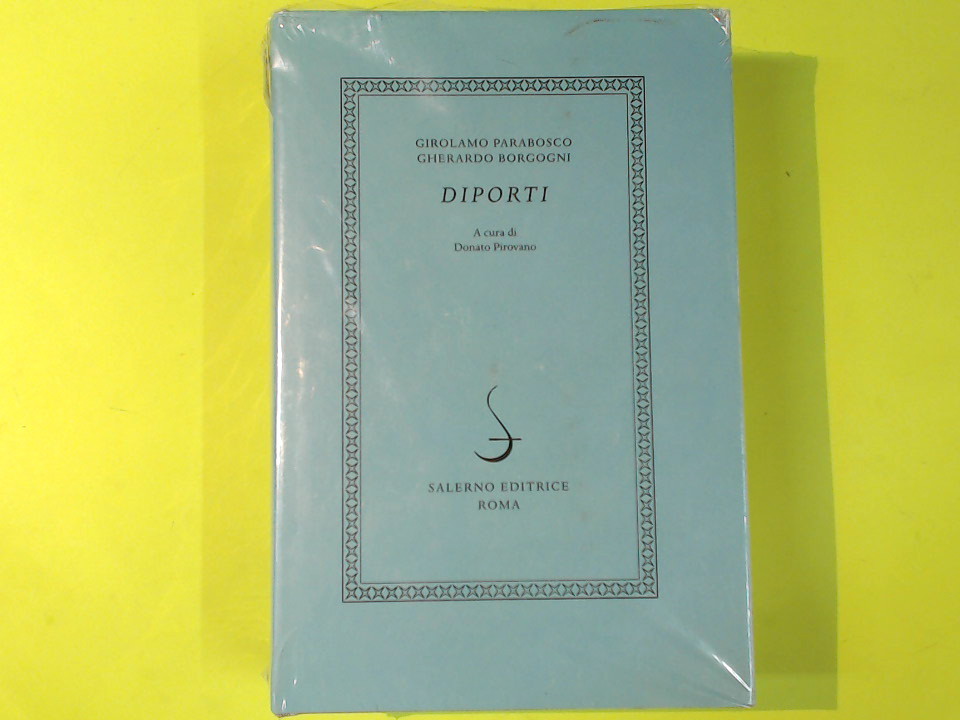 GIROLAMO PARABOSCO
GHERARDO BORGOGNI
DIPORTI
A cura di
Donato Pirovano
SALERNO EDITRICE
ROMA